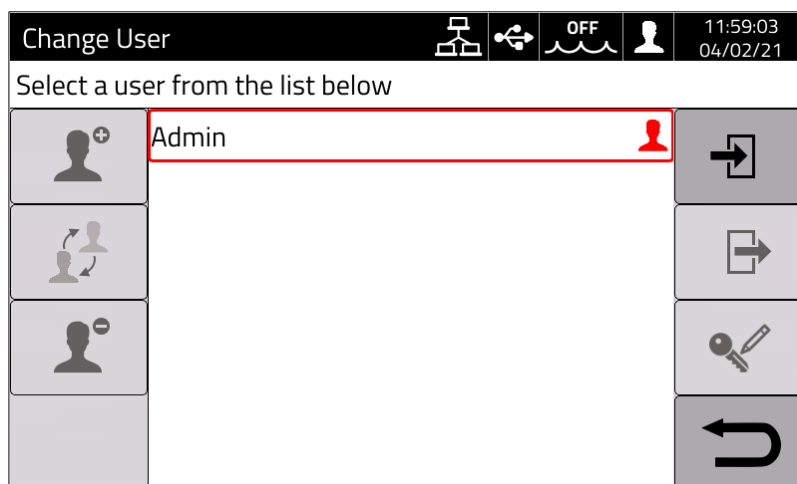 Change User
OFF
11:59:03
04/02/21
Select a user from the list below
Admin